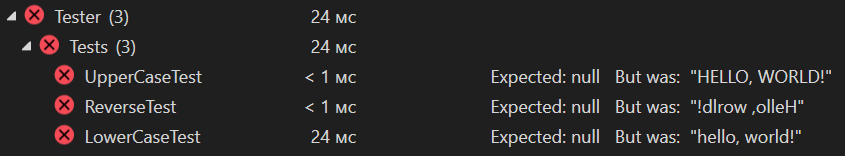 Tester (3) 24 мс
Tests (3) 24 мс
UpperCaseTest < 1 мс Expected: null But was: "HELLO, WORLD!"
ReverseTest < 1 мс Expected: null But was: "!dlrow ,olleH"
LowerCaseTest 24 мс Expected: null But was: "hello, world!"